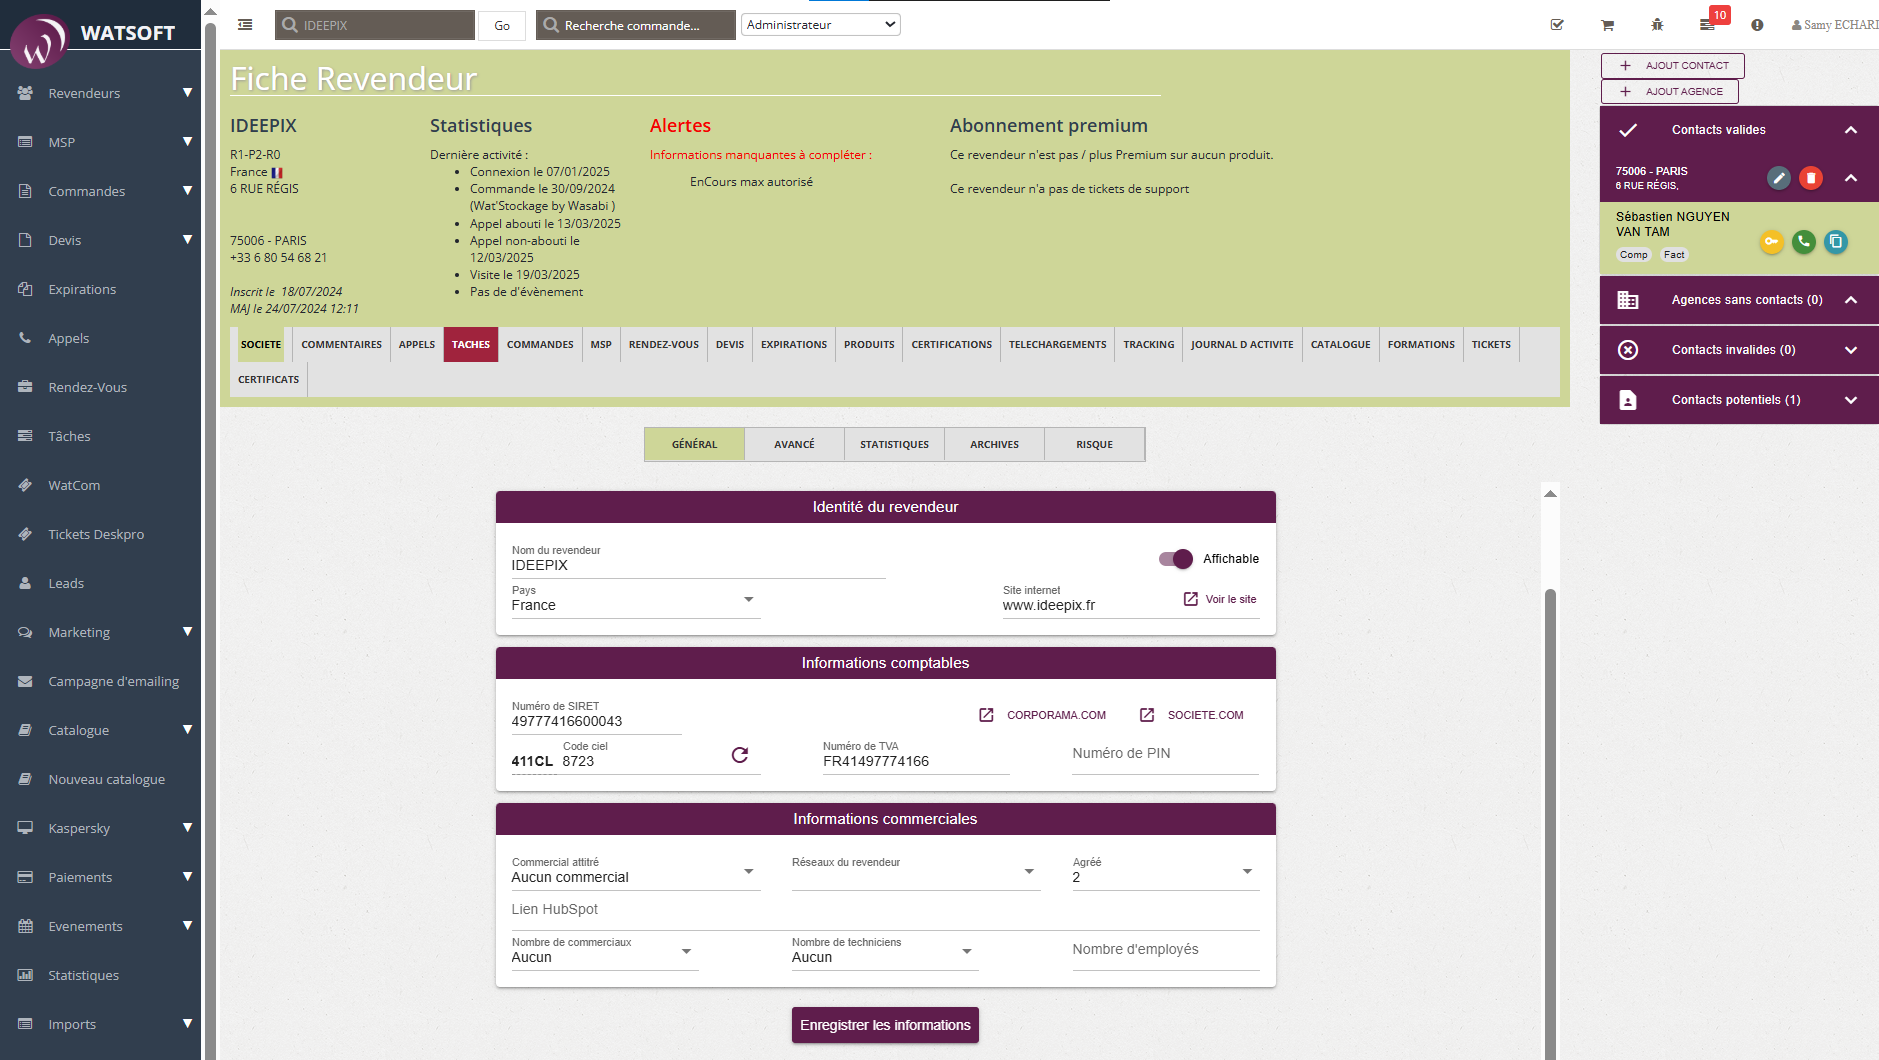 WATSOFT
IDEEPIX
Go
Recherche commande...
Administrateur
10
Samy ECHARI
Revendeurs
MSP
Commandes
Devis
Expirations
Appels
Rendez-Vous
Tâches
WatCom
Tickets Deskpro
Leads
Marketing
Campagne d'emailing
Catalogue
Nouveau catalogue
Kaspersky
Paiements
Evenements
Statistiques
Imports
Fiche Revendeur
IDEEPIX
R1-P2-R0
France
6 RUE RÉGIS
75006 - PARIS
+33 6 80 54 68 21
Inscrit le 18/07/2024
MAJ le 24/07/2024 12:11
Statistiques
Dernière activité :
Connexion le 07/01/2025
Commande le 30/09/2024
(Wat'Stockage by Wasabi )
Appel abouti le 13/03/2025
Appel non-abouti le
12/03/2025
Visite le 19/03/2025
Pas de d'évènement
Alertes
Informations manquantes à compléter :
EnCours max autorisé
Abonnement premium
Ce revendeur n'est pas / plus Premium sur aucun produit.
Ce revendeur n'a pas de tickets de support
SOCIETE COMMENTAIRES APPELS TACHES COMMANDES MSP RENDEZ-VOUS DEVIS EXPIRATIONS PRODUITS CERTIFICATIONS TELECHARGEMENTS TRACKING JOURNAL D ACTIVITE CATALOGUE FORMATIONS TICKETS
CERTIFICATS
GÉNÉRAL AVANCÉ STATISTIQUES ARCHIVES RISQUE
Identité du revendeur
Nom du revendeur
IDEEPIX
Affichable
Pays
France
Site internet
www.ideepix.fr
Voir le site
Informations comptables
Numéro de SIRET
49777416600043
CORPORAMA.COM
SOCIETE.COM
411CL
Code ciel
8723
Numéro de TVA
FR41497774166
Numéro de PIN
Informations commerciales
Commercial attitré
Aucun commercial
Réseaux du revendeur
Agréé
2
Lien HubSpot
Nombre de commerciaux
Aucun
Nombre de techniciens
Aucun
Nombre d'employés
Enregistrer les informations
AJOUT CONTACT
AJOUT AGENCE
Contacts valides
75006 - PARIS
6 RUE RÉGIS,
Sébastien NGUYEN
VAN TAM
Comp Fact
Agences sans contacts (0)
Contacts invalides (0)
Contacts potentiels (1)